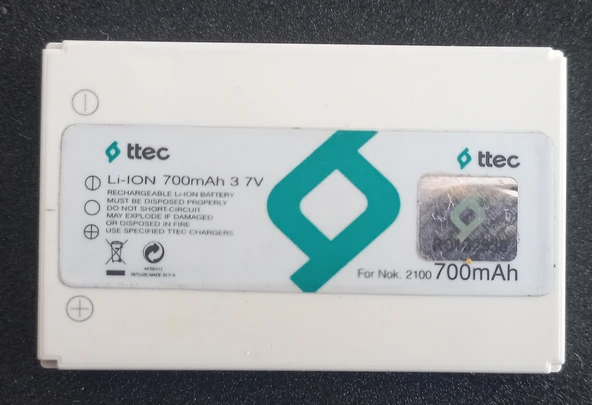 ttec
Li-ION 700mAh 3 7V
RECHARGEABLE Li-ION BATTERY
MUST BE DISPOSED PROPERLY
DO NOT SHORT-CIRCUIT
MAY EXPLODE IF DAMAGED
OR DISPOSED IN FIRE
USE SPECIFIED TTEC CHARGERS
ttec
For Nok. 2100 700mAh